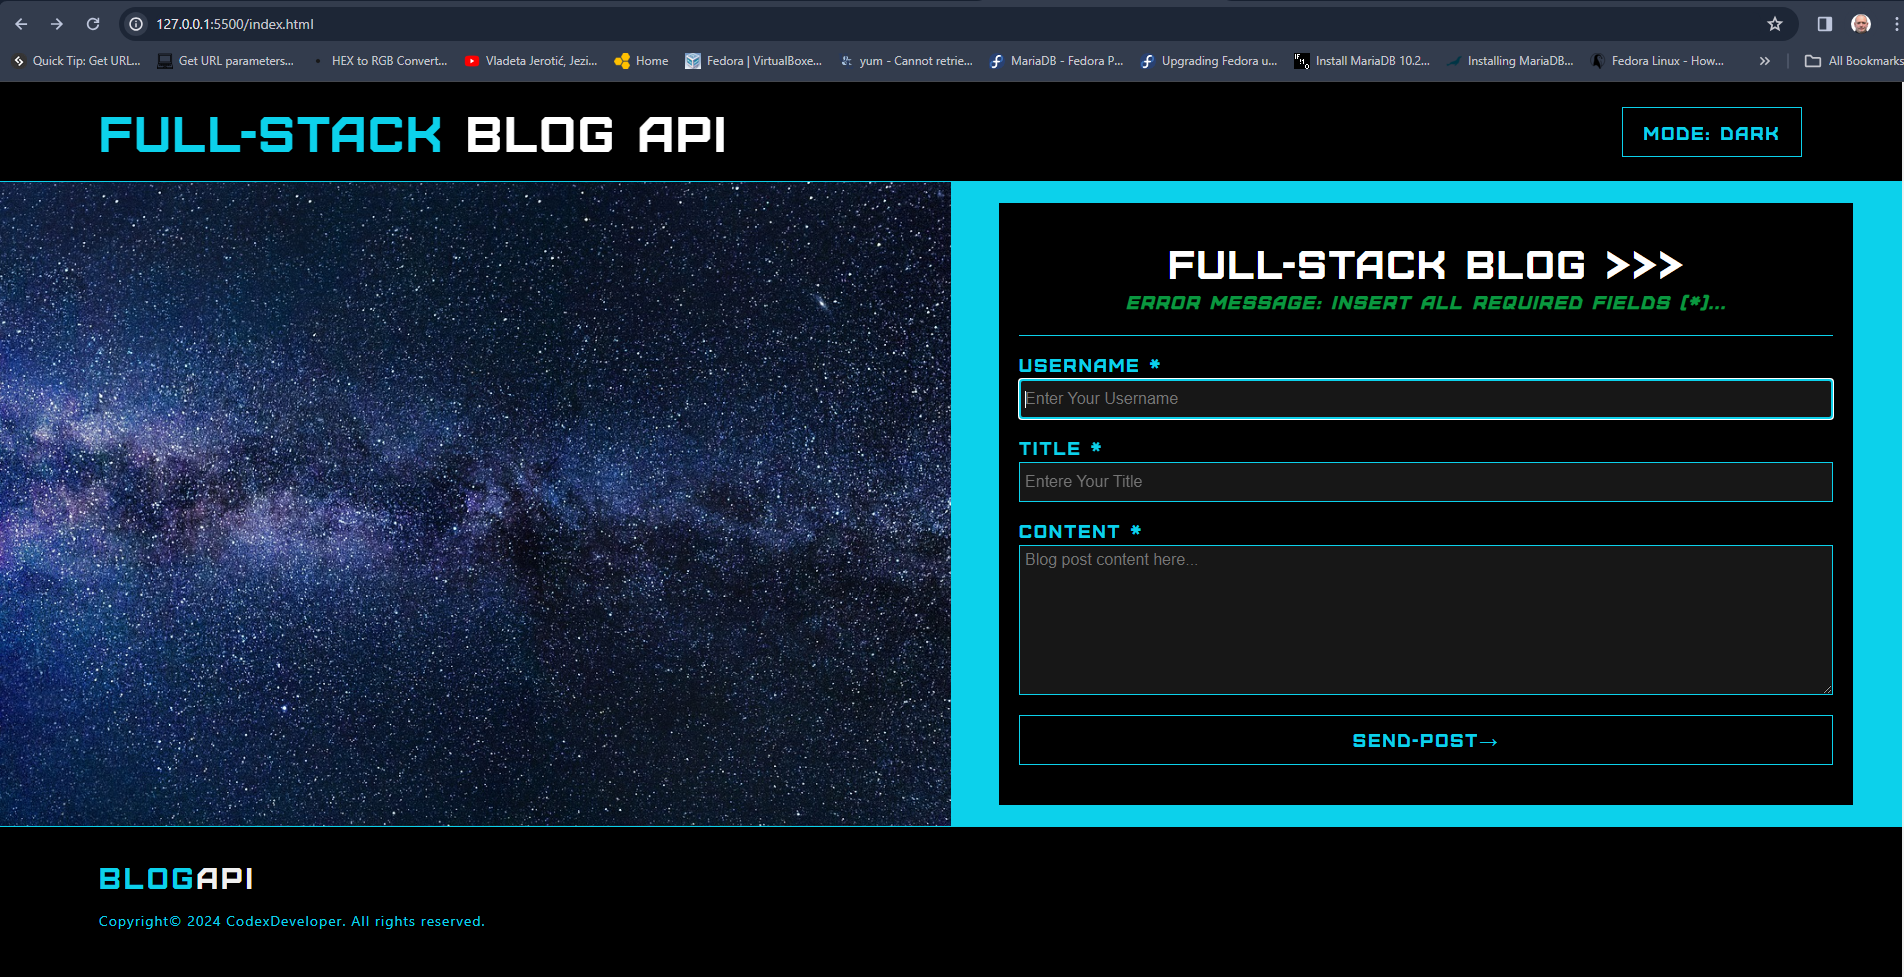 127.0.0.1:5500/index.html
Quick Tip: Get URL... Get URL parameters... HEX to RGB Convert... Vladeta Jerotić, Jezi... Home Fedora | VirtualBoxe... yum - Cannot retrie... MariaDB - Fedora P... Upgrading Fedora u... Install MariaDB 10.2... Installing MariaDB... Fedora Linux - How... » All Bookmarks
FULL-STACK BLOG API
MODE: DARK
FULL-STACK BLOG >>>
ERROR MESSAGE: INSERT ALL REQUIRED FIELDS (*)...
USERNAME *
Enter Your Username
TITLE *
Entere Your Title
CONTENT *
Blog post content here...
SEND-POST→
BLOGAPI
Copyright© 2024 CodexDeveloper. All rights reserved.